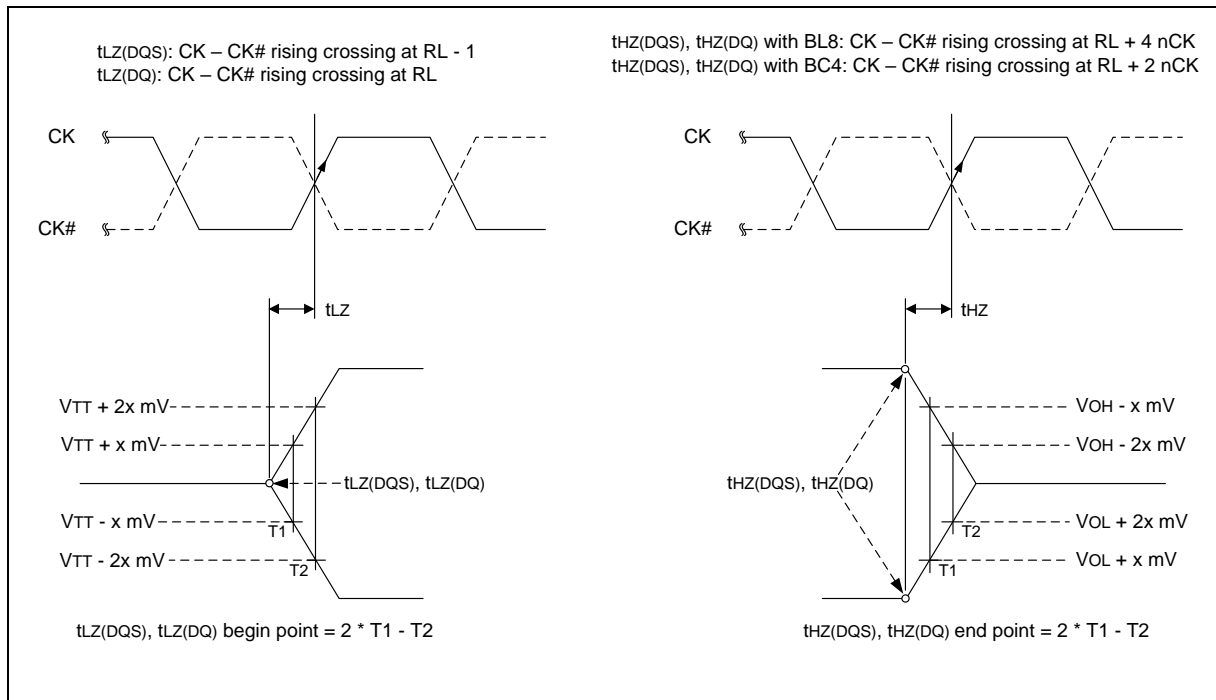 tLZ(DQS): CK – CK# rising crossing at RL - 1
tLZ(DQ): CK – CK# rising crossing at RL
tHZ(DQS), tHZ(DQ) with BL8: CK – CK# rising crossing at RL + 4 nCK
tHZ(DQS), tHZ(DQ) with BC4: CK – CK# rising crossing at RL + 2 nCK
CK
CK#
tLZ
VTT + 2x mV
VTT + x mV
tLZ(DQS), tLZ(DQ)
VTT - x mV
T1
VTT - 2x mV
T2
tLZ(DQS), tLZ(DQ) begin point = 2 * T1 - T2
CK
CK#
tHZ
VOH - x mV
VOH - 2x mV
tHZ(DQS), tHZ(DQ)
VOL + 2x mV
T2
VOL + x mV
T1
tHZ(DQS), tHZ(DQ) end point = 2 * T1 - T2